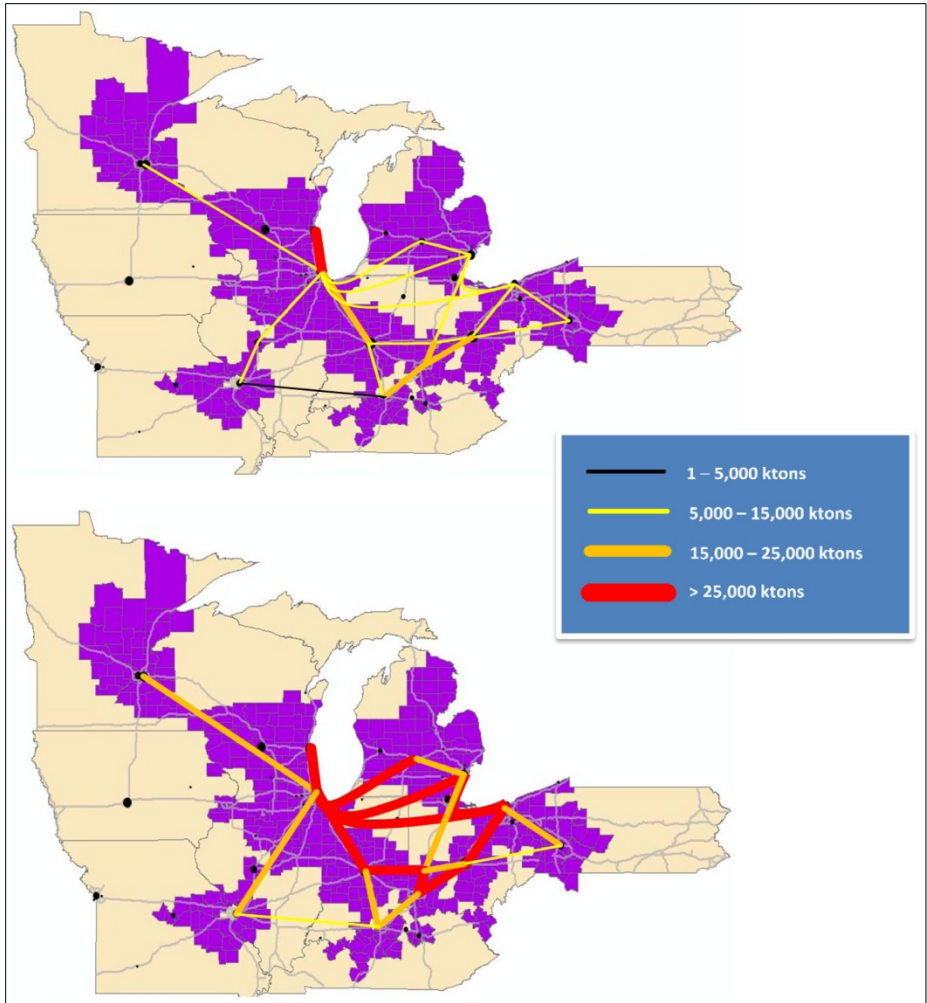 1 – 5,000 ktons
5,000 – 15,000 ktons
15,000 – 25,000 ktons
> 25,000 ktons